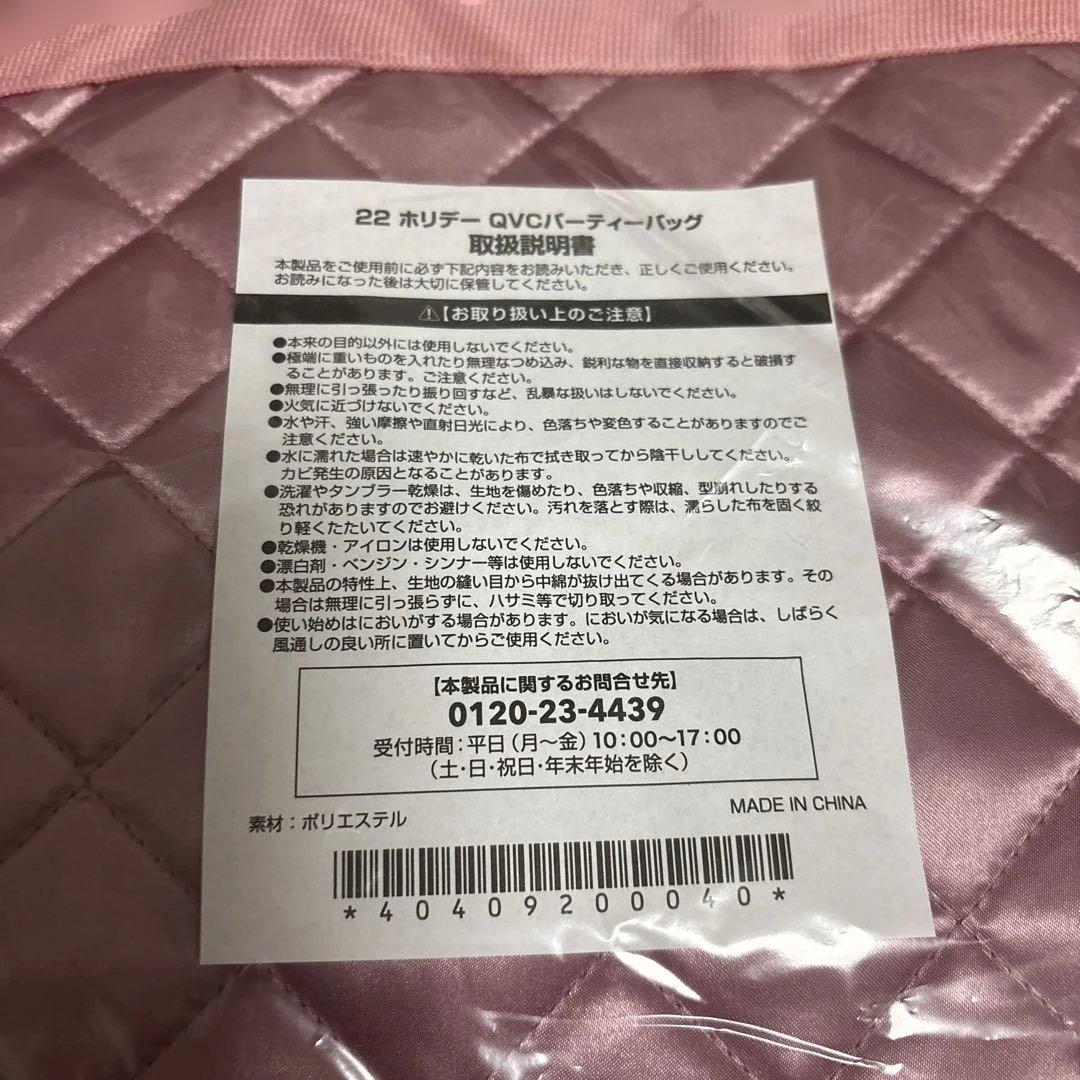 22 ホリデー QVCパーティーバッグ
取扱説明書
本製品をご使用前に必ず下記内容をお読みいただき、正しくご使用ください。
お読みになった後は大切に保管してください。
⚠【お取り扱い上のご注意】
●本来の目的以外には使用しないでください。
●極端に重いものを入れたり無理なつめ込み、鋭利な物を直接収納すると破損す
ることがあります。ご注意ください。
●無理に引っ張ったり振り回すなど、乱暴な扱いはしないでください。
●火気に近づけないでください。
●水や汗、強い摩擦や直射日光により、色落ちや変色することがありますのでご
注意ください。
●水に濡れた場合は速やかに乾いた布で拭き取ってから陰干ししてください。
カビ発生の原因となることがあります。
●洗濯やタンブラー乾燥は、生地を傷めたり、色落ちや収縮、型崩れしたりする
恐れがありますのでお避けください。汚れを落とす際は、濡らした布を固く絞
り軽くたたいてください。
●乾燥機・アイロンは使用しないでください。
●漂白剤・ベンジン・シンナー等は使用しないでください。
●本製品の特性上、生地の縫い目から中綿が抜け出てくる場合があります。その
場合は無理に引っ張らずに、ハサミ等で切り取ってください。
●使い始めはにおいがする場合があります。においが気になる場合は、しばらく
風通しの良い所に置いてからご使用ください。
【本製品に関するお問合せ先】
0120-23-4439
受付時間:平日(月〜金)10:00〜17:00
(土・日・祝日・年末年始を除く)
素材:ポリエステル
MADE IN CHINA
*40409200040*